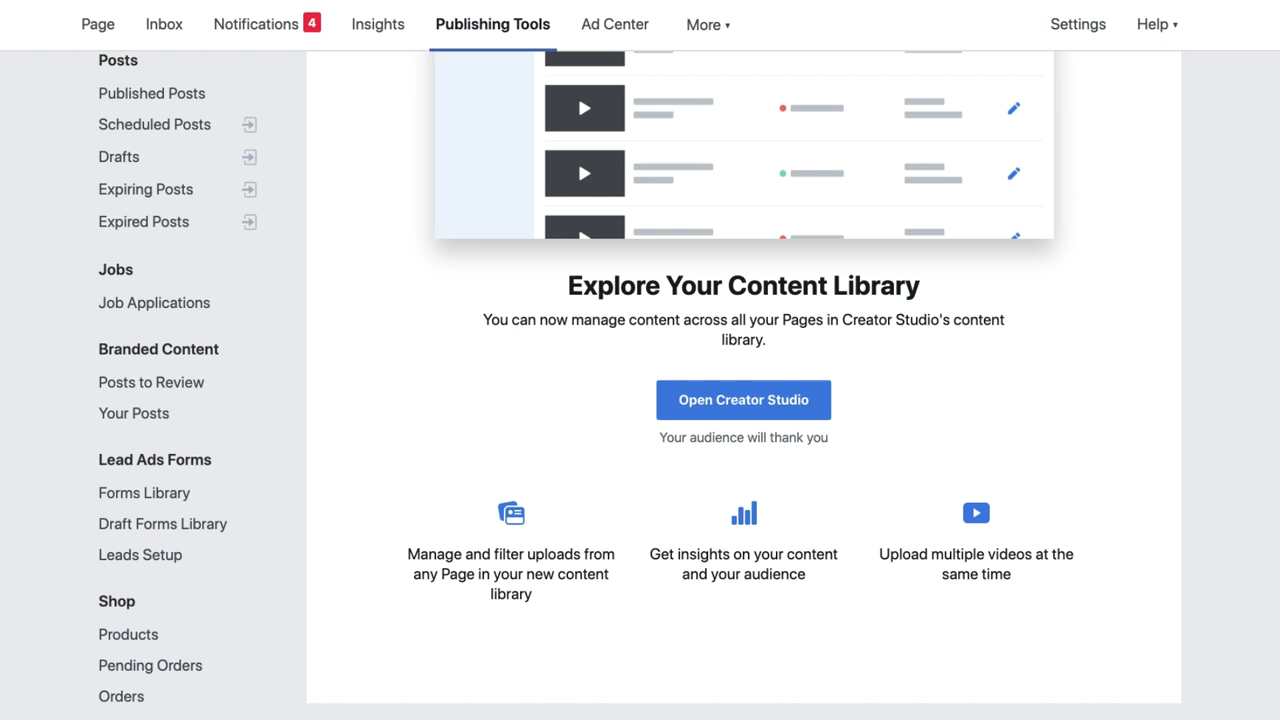 Page Inbox Notifications 4 Insights Publishing Tools Ad Center More ▾ Settings Help ▾
Posts
Published Posts
Scheduled Posts
Drafts
Expiring Posts
Expired Posts
Jobs
Job Applications
Branded Content
Posts to Review
Your Posts
Lead Ads Forms
Forms Library
Draft Forms Library
Leads Setup
Shop
Products
Pending Orders
Orders
Explore Your Content Library
You can now manage content across all your Pages in Creator Studio's content
library.
Open Creator Studio
Your audience will thank you
Manage and filter uploads from
any Page in your new content
library
Get insights on your content
and your audience
Upload multiple videos at the
same time